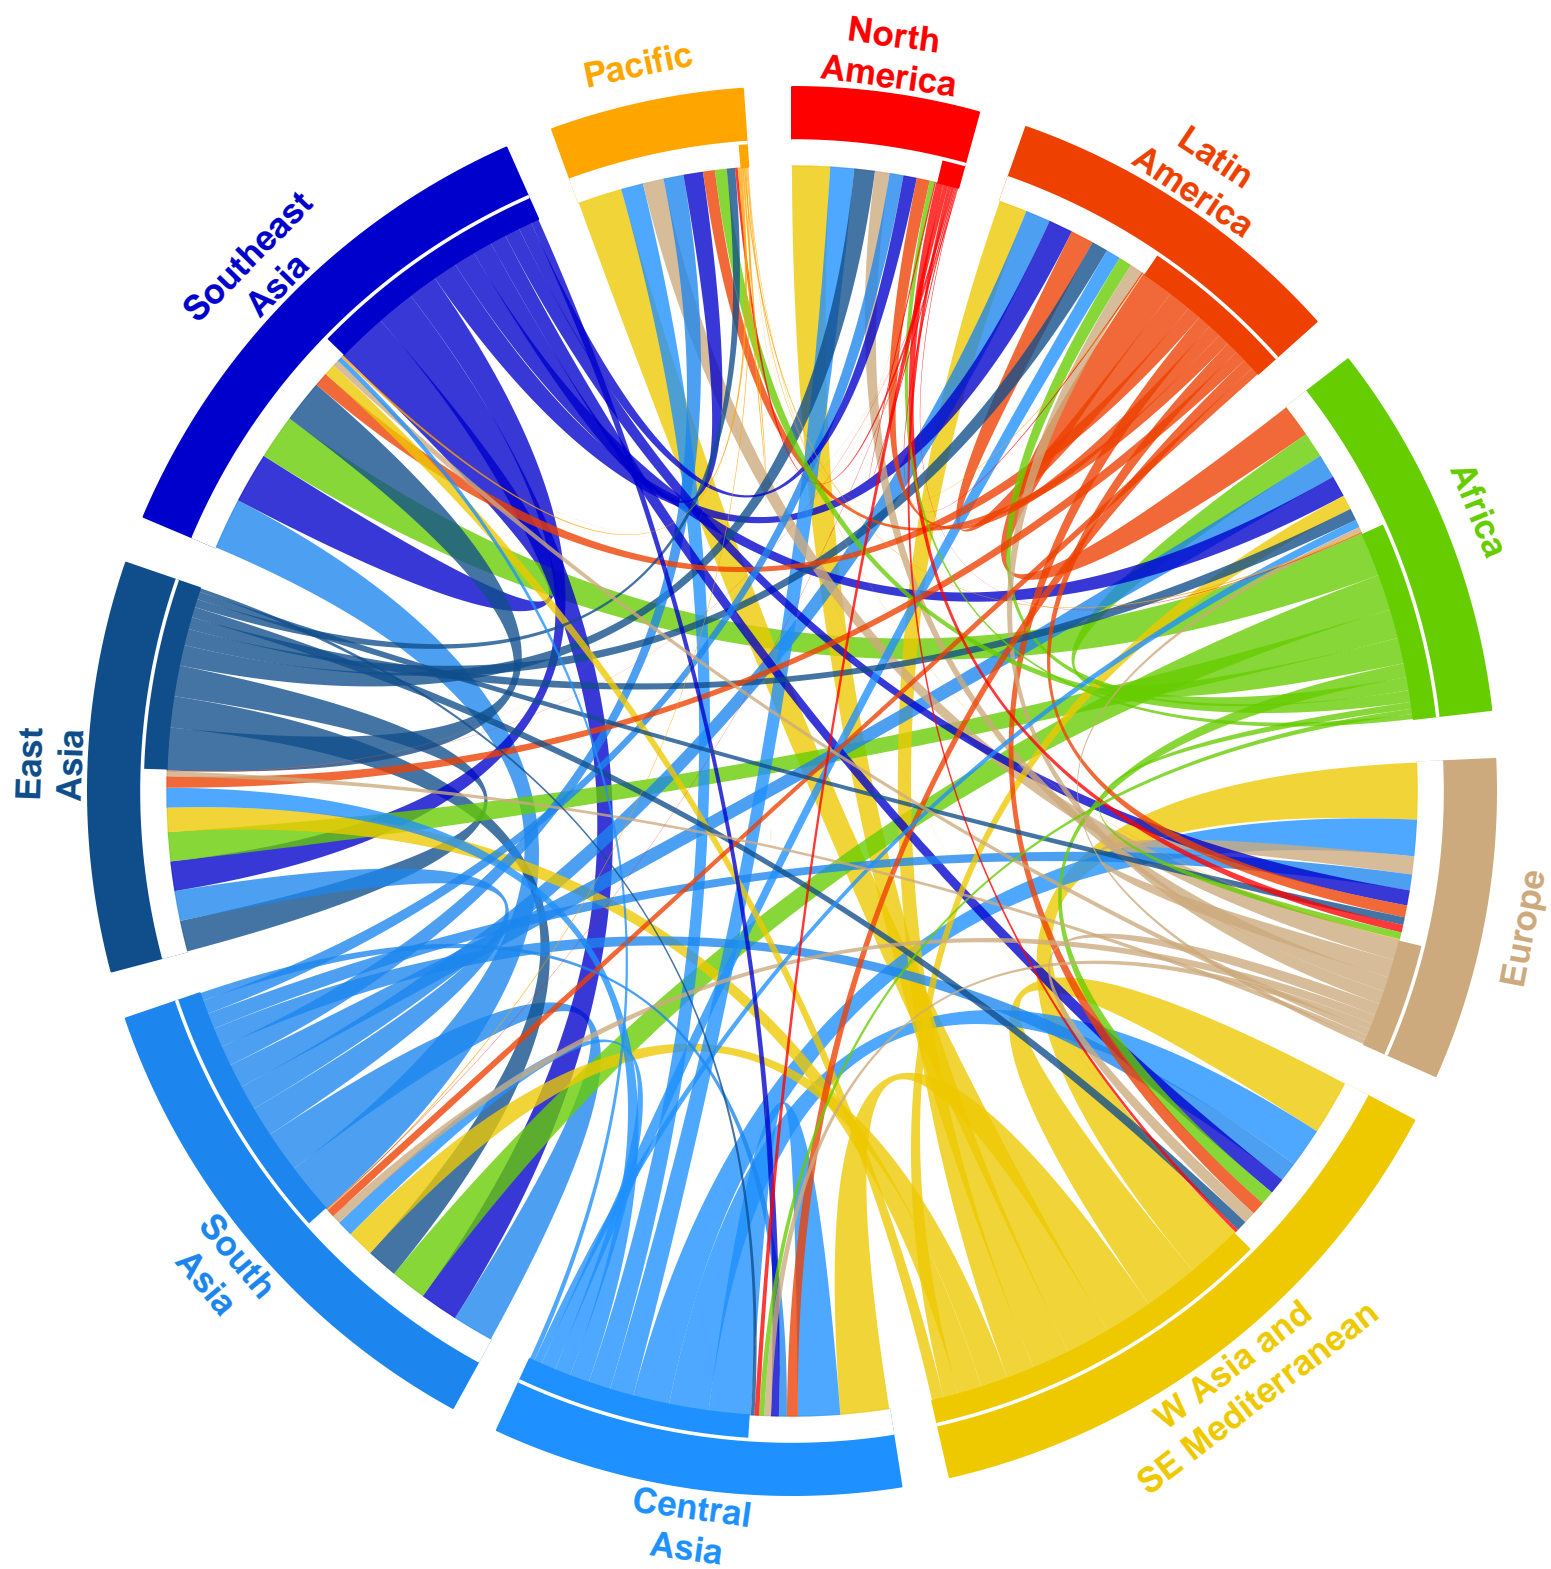 Pacific
North
America
Latin
America
Africa
Europe
W Asia and
SE Mediterranean
Central
Asia
South
Asia
East
Asia
Southeast
Asia